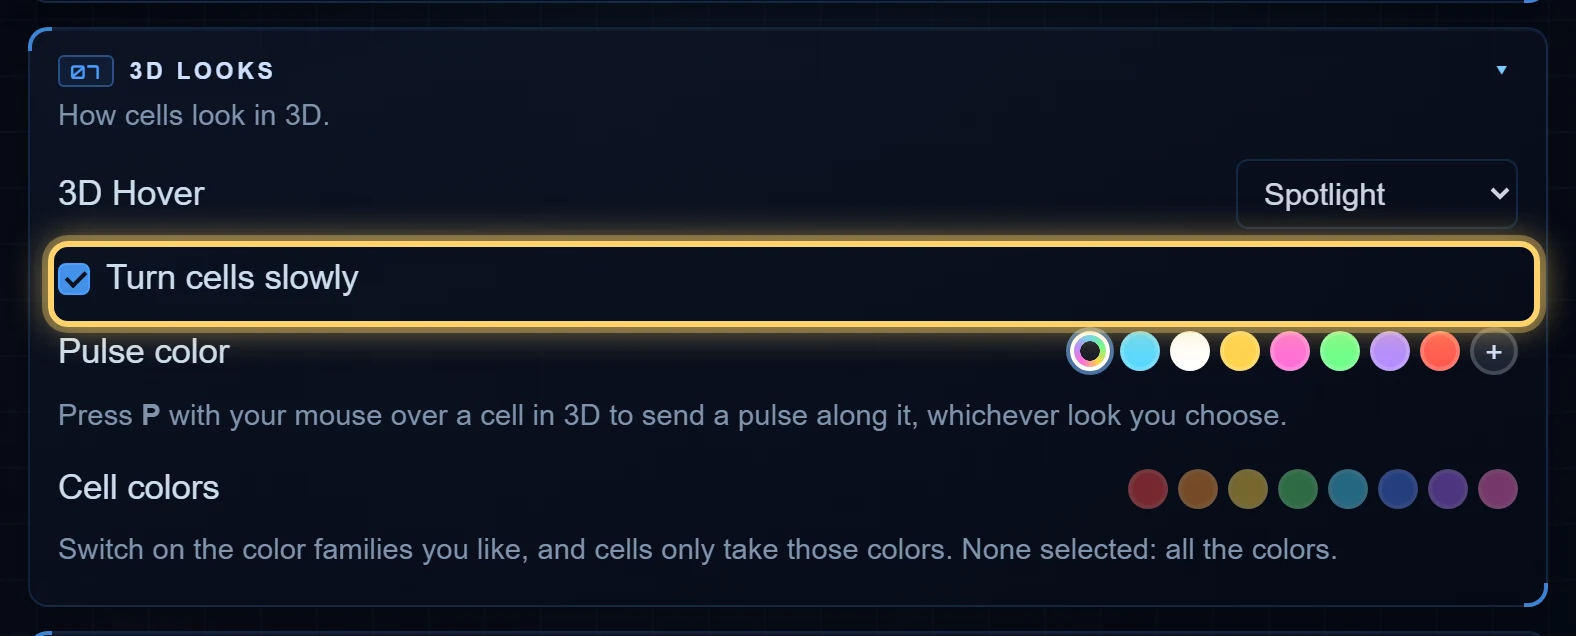 07 3D LOOKS
How cells look in 3D.
3D Hover
Spotlight
Turn cells slowly
Pulse color
+
Press P with your mouse over a cell in 3D to send a pulse along it, whichever look you choose.
Cell colors
Switch on the color families you like, and cells only take those colors. None selected: all the colors.